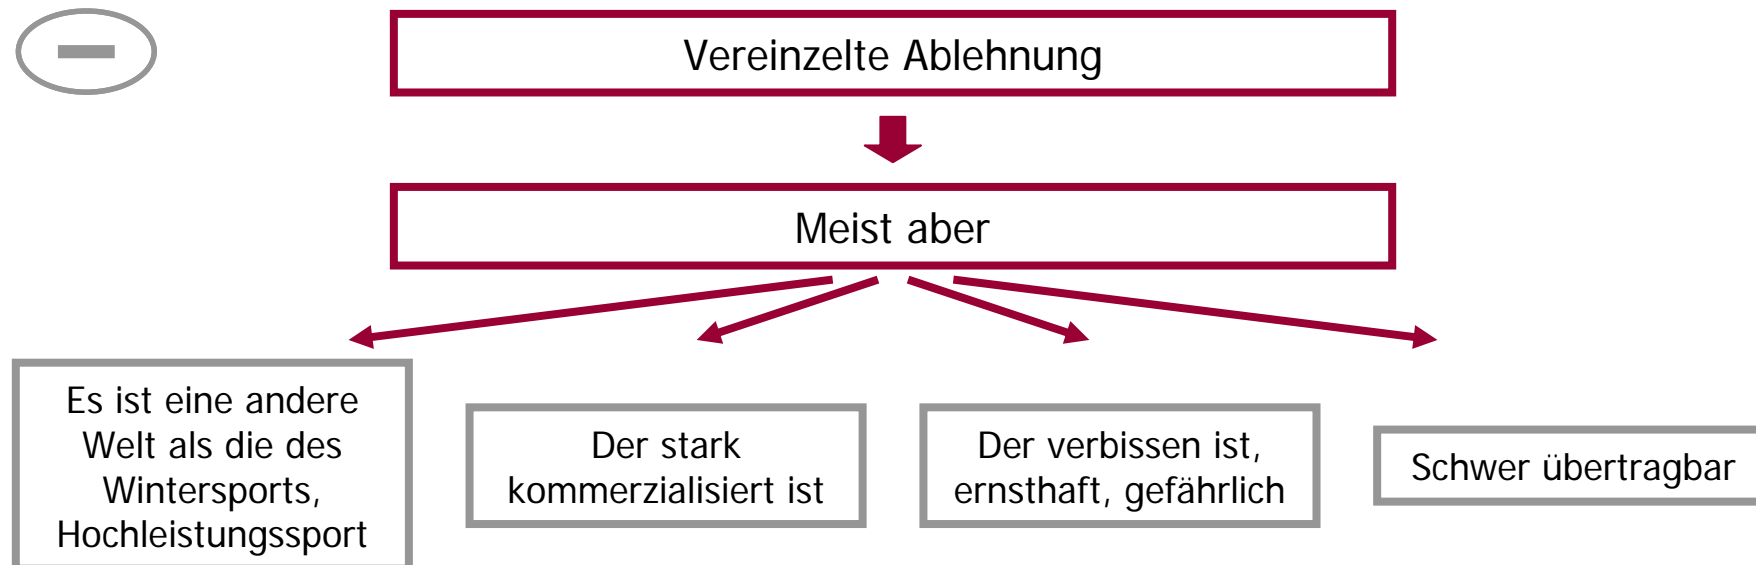 Vereinzelte Ablehnung
Meist aber
Es ist eine andere
Welt als die des
Wintersports,
Hochleistungssport
Der stark
kommerzialisiert ist
Der verbissen ist,
ernsthaft, gefährlich
Schwer übertragbar